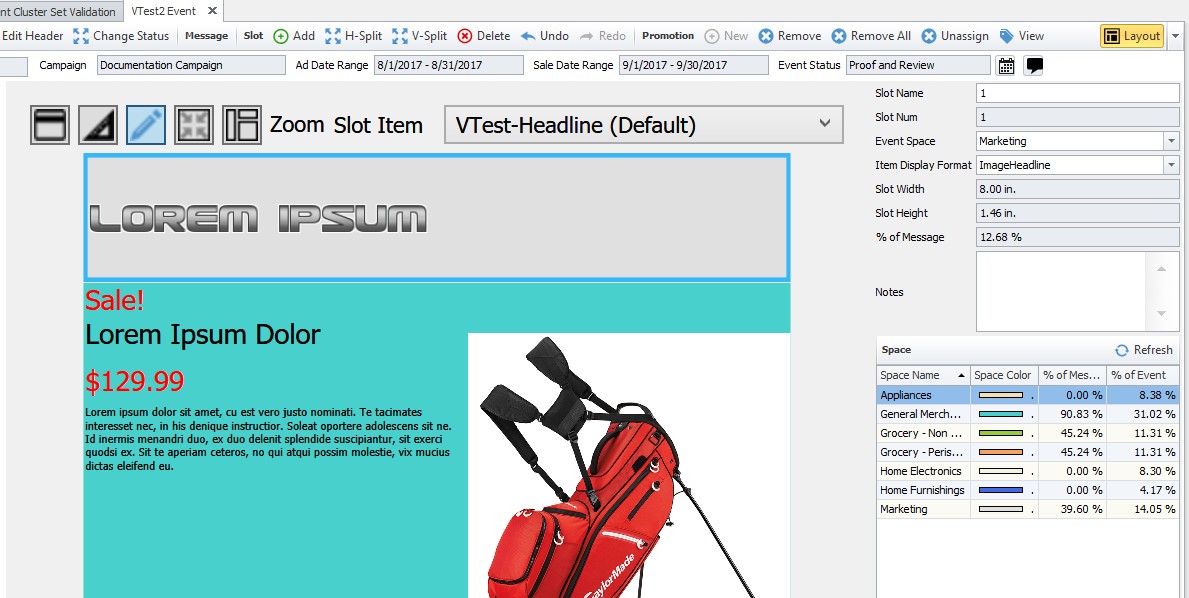 nt Cluster Set Validation VTest2 Event
Edit Header Change Status Message Slot Add H-Split V-Split Delete Undo Redo Promotion New Remove Remove All Unassign View Layout
Campaign Documentation Campaign Ad Date Range 8/1/2017 - 8/31/2017 Sale Date Range 9/1/2017 - 9/30/2017 Event Status Proof and Review
Zoom Slot Item VTest-Headline (Default)
LOREM IPSUM
Sale!
Lorem Ipsum Dolor
$129.99
Lorem ipsum dolor sit amet, cu est vero justo nominati. Te tacimates
interesset nec, in his denique instructior. Soleat oportere adolescens sit ne.
Id inermis menandri duo, ex duo delenit splendide suscipiantur, sit exerci
quodsi ex. Sit te aperiam ceteros, no qui atqui possim molestie, vix mucius
dictas eleifend eu.
TaylorMade
Slot Name 1
Slot Num 1
Event Space Marketing
Item Display Format ImageHeadline
Slot Width 8.00 in.
Slot Height 1.46 in.
% of Message 12.68 %
Notes
Space Refresh
Space Name Space Color % of Mes... % of Event
Appliances . 0.00 % 8.38 %
General Merch... . 90.83 % 31.02 %
Grocery - Non ... . 45.24 % 11.31 %
Grocery - Peris... . 45.24 % 11.31 %
Home Electronics . 0.00 % 8.30 %
Home Furnishings . 0.00 % 4.17 %
Marketing . 39.60 % 14.05 %